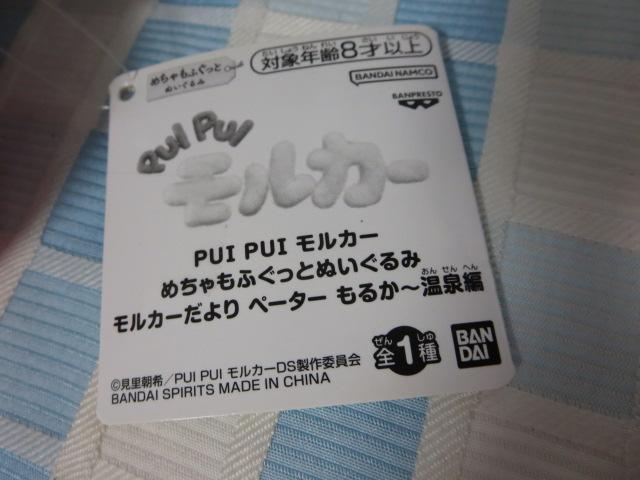 めちゃもふぐっと
ぬいぐるみ
たいしょうねんれい さい い じょう
対象年齢8才以上
BANDAI NAMCO
BANPRESTO
PUI PUI
モルカー
PUI PUI モルカー
めちゃもふぐっとぬいぐるみ
おん せん へん
モルカーだより ペーター もるか〜温泉編
ぜん しゅ
全1種
BAN
DAI
©見里朝希/PUI PUI モルカーDS製作委員会
BANDAI SPIRITS MADE IN CHINA